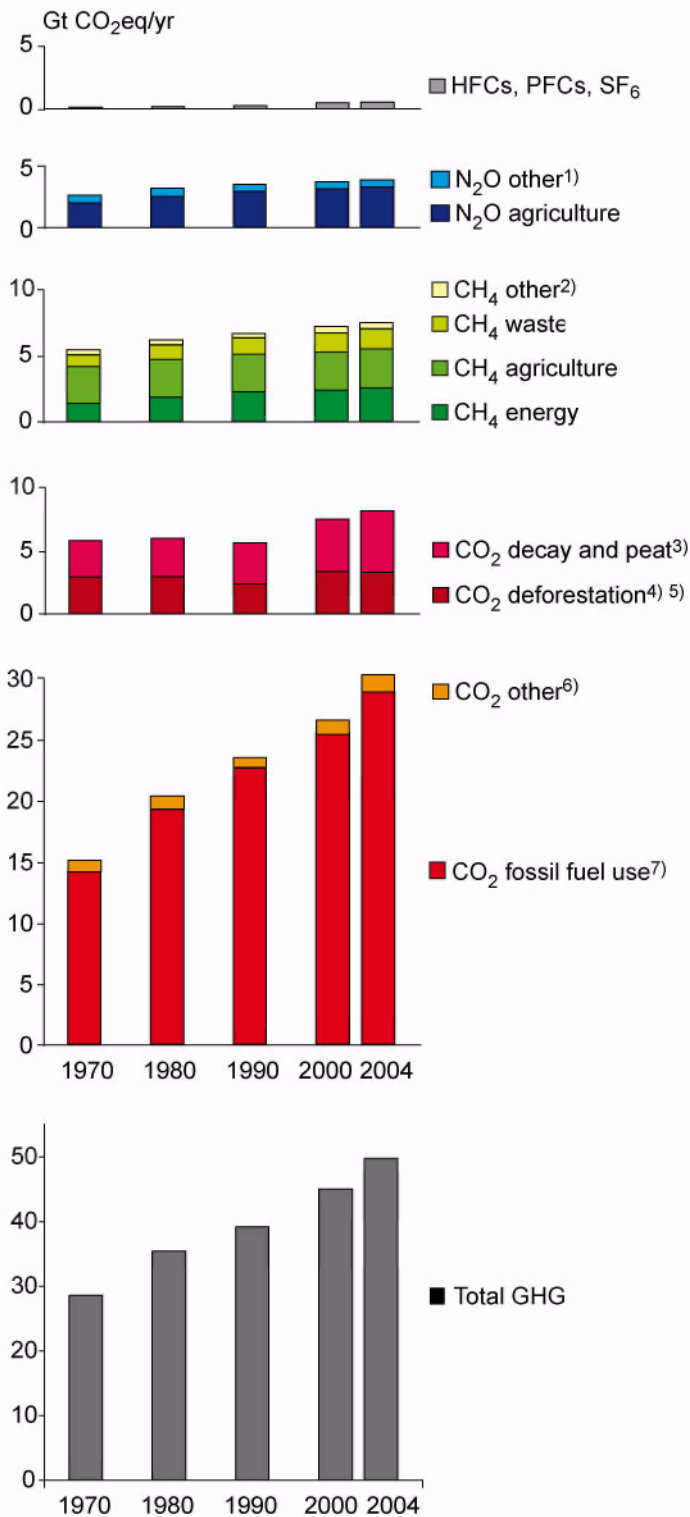 Gt CO₂eq/yr
5
0
HFCs, PFCs, SF₆
5
0
N₂O other¹⁾
N₂O agriculture
10
5
0
CH₄ other²⁾
CH₄ waste
CH₄ agriculture
CH₄ energy
10
5
0
CO₂ decay and peat³⁾
CO₂ deforestation⁴⁾ ⁵⁾
30
25
20
15
10
5
0
CO₂ other⁶⁾
CO₂ fossil fuel use⁷⁾
1970 1980 1990 2000 2004
50
40
30
20
10
0
Total GHG
1970 1980 1990 2000 2004